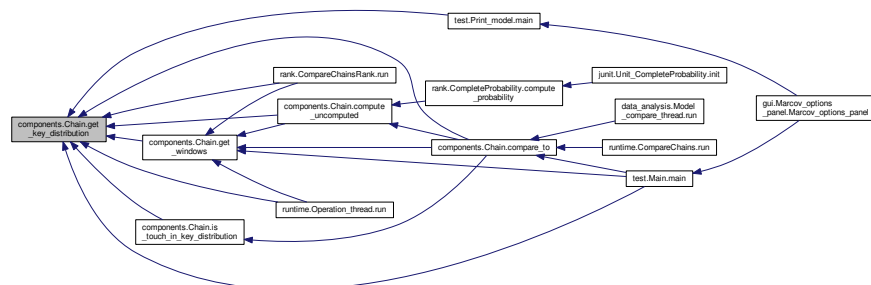 test.Print_model.main
rank.CompareChainsRank.run
junit.Unit_CompleteProbability.init
rank.CompleteProbability.compute
_probability
components.Chain.compute
_uncomputed
data_analysis.Model
_compare_thread.run
gui.Marcov_options
_panel.Marcov_options_panel
components.Chain.get
_key_distribution
components.Chain.get
_windows
components.Chain.compare_to
runtime.CompareChains.run
test.Main.main
runtime.Operation_thread.run
components.Chain.is
_touch_in_key_distribution